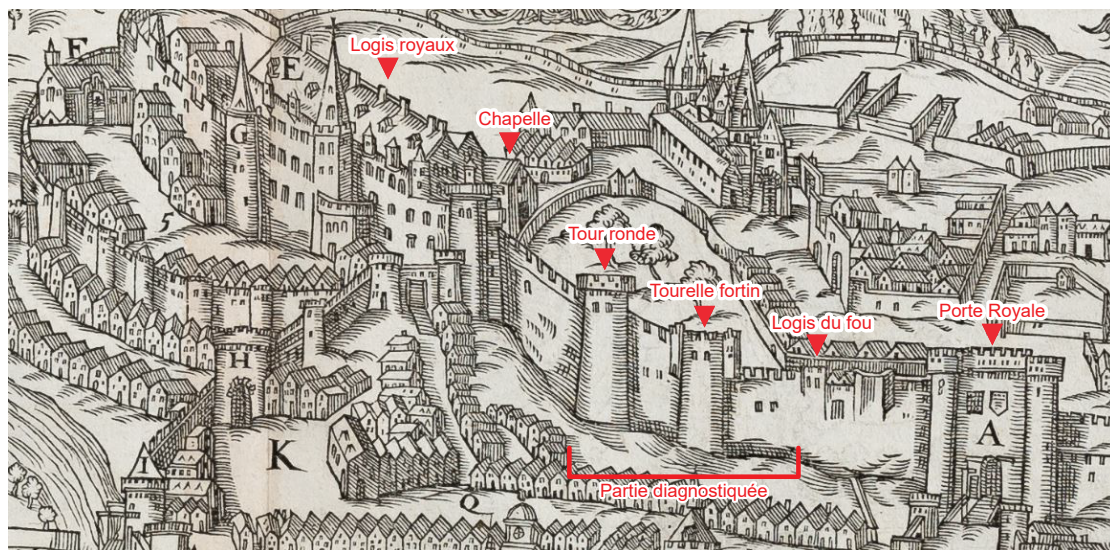 F
Logis royaux
E
Chapelle
G
D
5
Tour ronde
Tourelle fortin
Logis du fou
Porte Royale
H
A
K
I
Partie diagnostiquée
Q